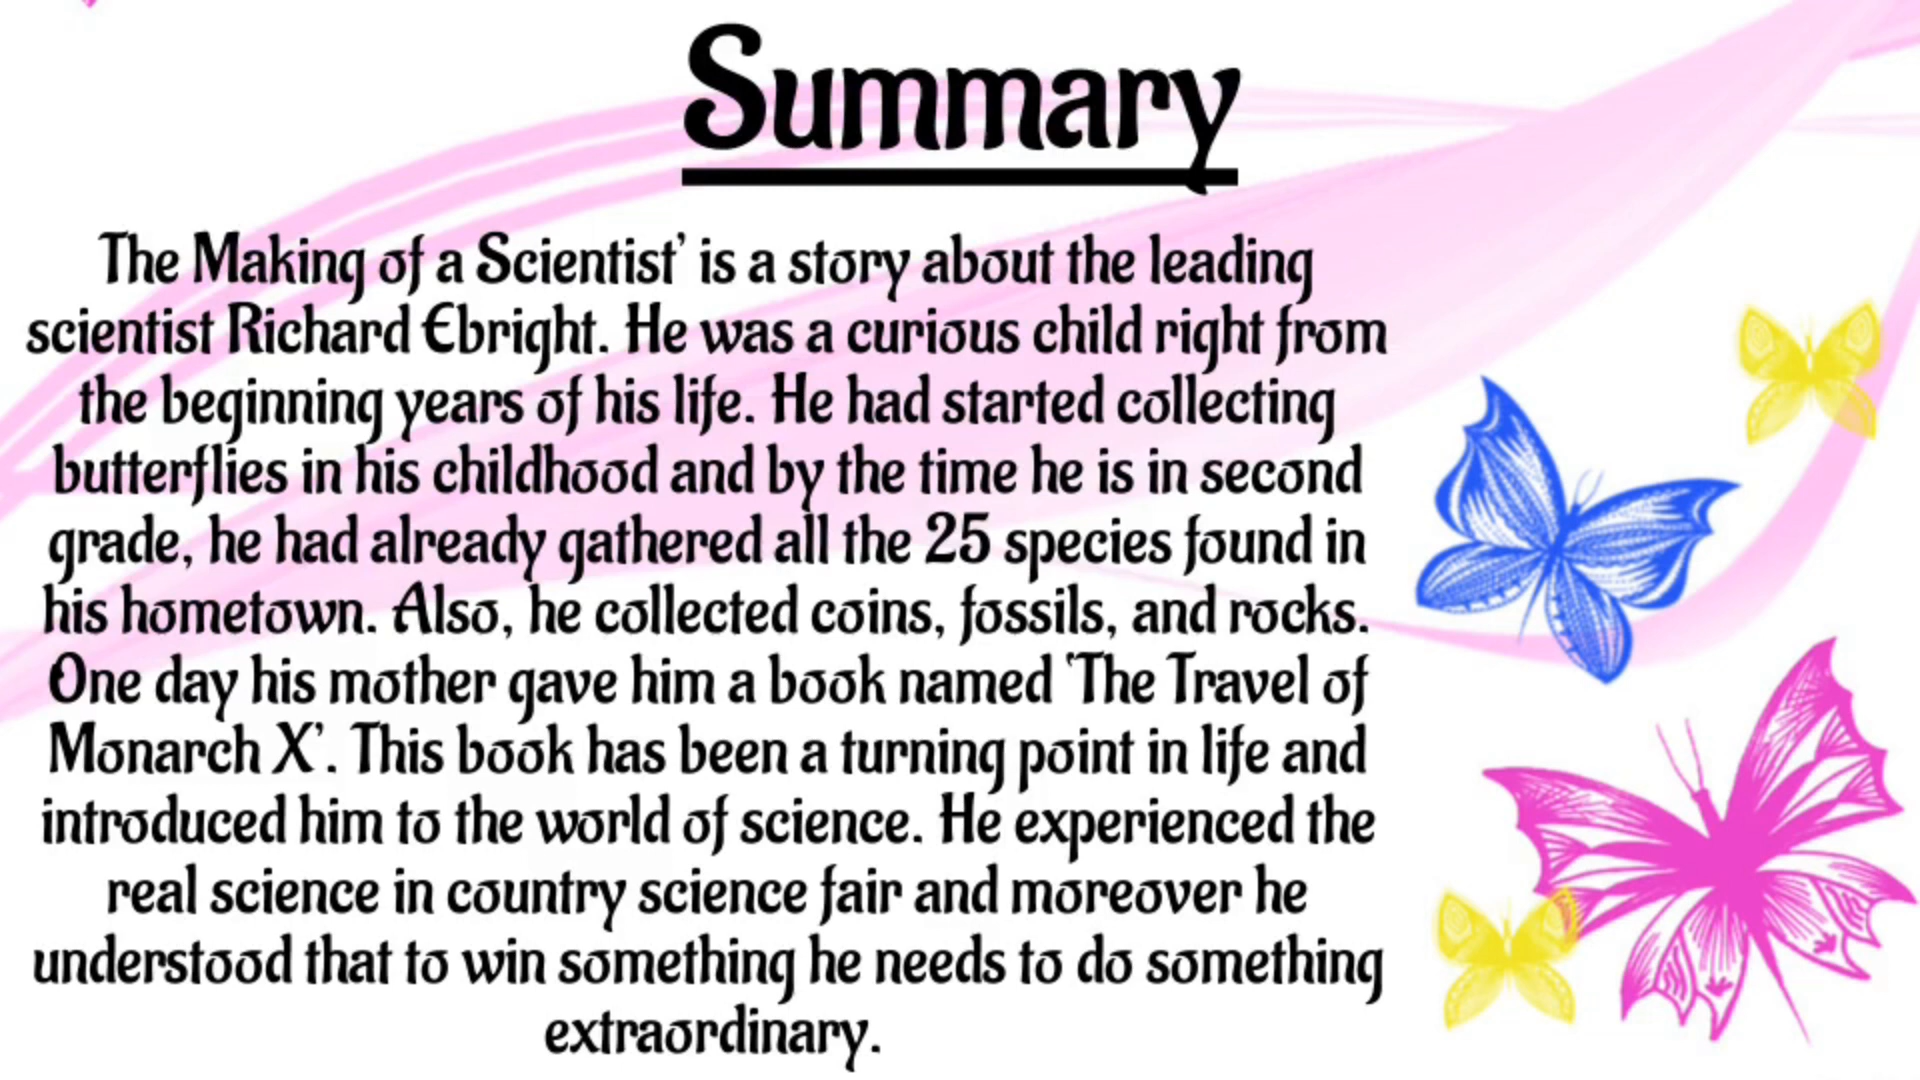 Summary
The Making of a Scientist’ is a story about the leading
scientist Richard Ebright. He was a curious child right from
the beginning years of his life. He had started collecting
butterflies in his childhood and by the time he is in second
grade, he had already gathered all the 25 species found in
his hometown. Also, he collected coins, fossils, and rocks.
One day his mother gave him a book named ‘The Travel of
Monarch X’. This book has been a turning point in life and
introduced him to the world of science. He experienced the
real science in country science fair and moreover he
understood that to win something he needs to do something
extraordinary.